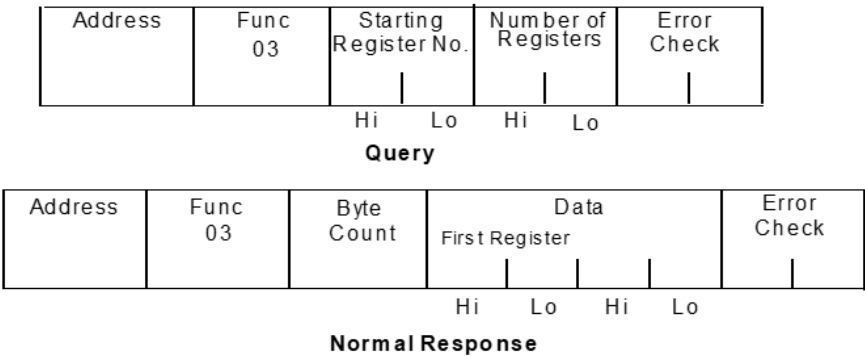 Address
Func
03
Starting
Register No.
Number of
Registers
Error
Check
Hi Lo Hi Lo
Query
Address
Func
03
Byte
Count
Data
First Register
Error
Check
Hi Lo Hi Lo
Normal Response